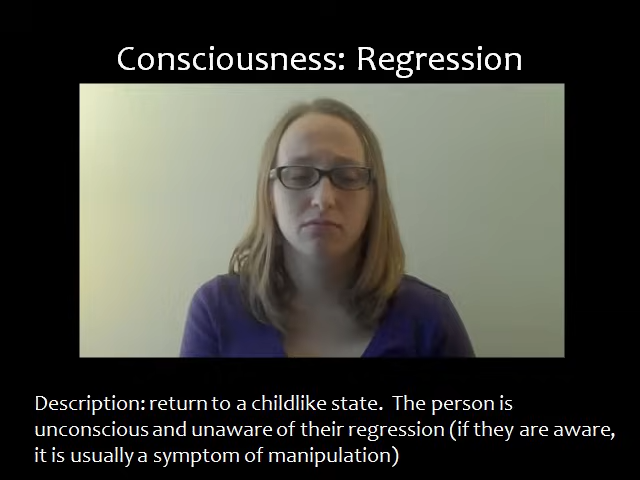 Consciousness: Regression
Description: return to a childlike state.  The person is
unconscious and unaware of their regression (if they are aware,
it is usually a symptom of manipulation)